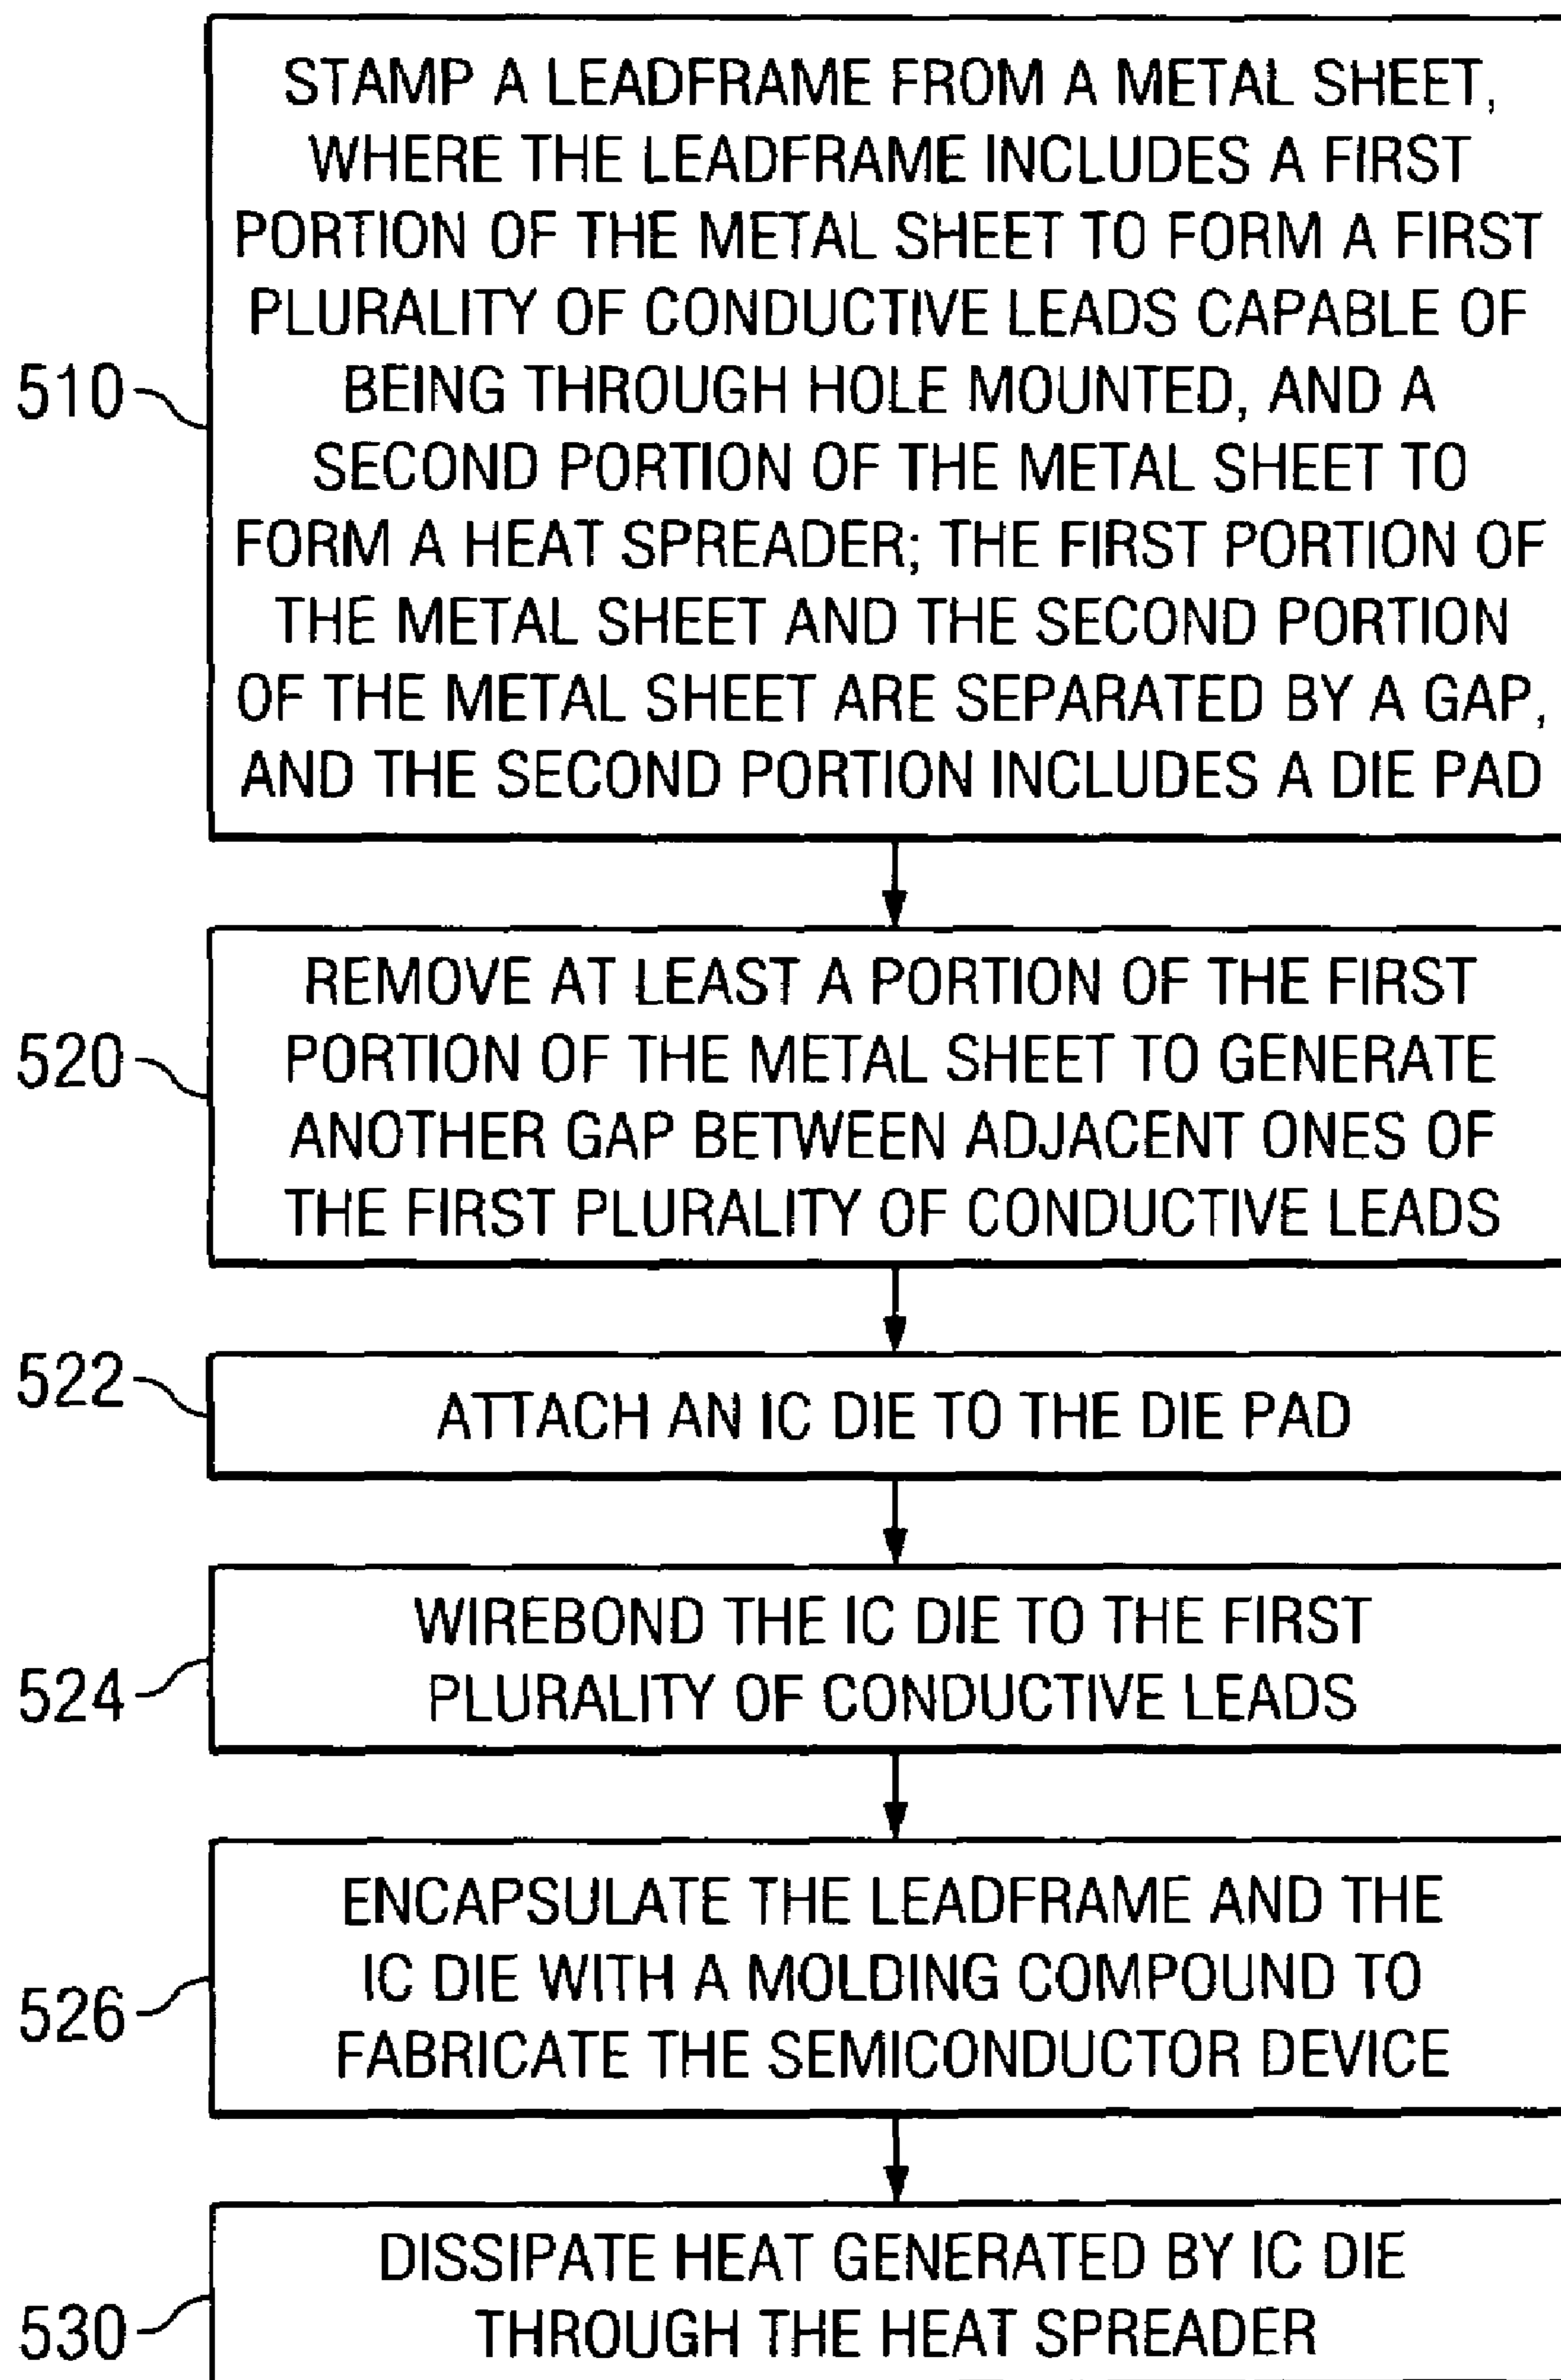 STAMP A LEADFRAME FROM A METAL SHEET,
WHERE THE LEADFRAME INCLUDES A FIRST
PORTION OF THE METAL SHEET TO FORM A FIRST
PLURALITY OF CONDUCTIVE LEADS CAPABLE OF
510
BEING THROUGH HOLE MOUNTED, AND A
SECOND PORTION OF THE METAL SHEET TO
FORM A HEAT SPREADER; THE FIRST PORTION OF
THE METAL SHEET AND THE SECOND PORTION
OF THE METAL SHEET ARE SEPARATED BY A GAP,
AND THE SECOND PORTION INCLUDES A DIE PAD
REMOVE AT LEAST A PORTION OF THE FIRST
520
PORTION OF THE METAL SHEET TO GENERATE
ANOTHER GAP BETWEEN ADJACENT ONES OF
THE FIRST PLURALITY OF CONDUCTIVE LEADS
522
ATTACH AN IC DIE TO THE DIE PAD
WIREBOND THE IC DIE TO THE FIRST
524
PLURALITY OF CONDUCTIVE LEADS
ENCAPSULATE THE LEADFRAME AND THE
IC DIE WITH A MOLDING COMPOUND TO
526
FABRICATE THE SEMICONDUCTOR DEVICE
DISSIPATE HEAT GENERATED BY IC DIE
530
THROUGH THE HEAT SPREADER